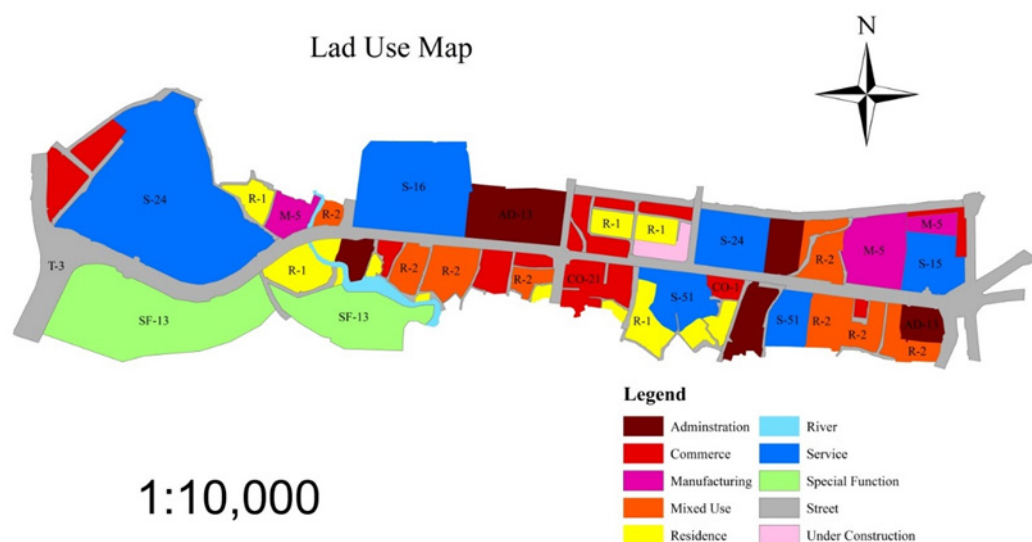 Lad Use Map
N
S-24
S-16
R-1
M-5
R-2
AD-13
R-1
R-1
S-24
R-2
M-5
M-5
S-15
T-3
R-1
R-2
R-2
R-2
CO-21
S-51
CO-1
R-1
S-51
R-2
R-2
AD-13
R-2
SF-13
SF-13
1:10,000
Legend
Adminstration
Commerce
Manufacturing
Mixed Use
Residence
River
Service
Special Function
Street
Under Construction